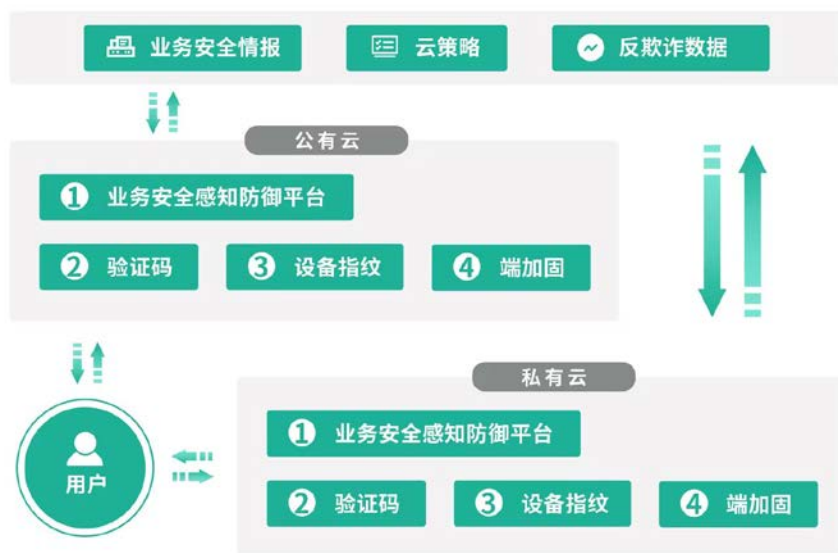 业务安全情报 云策略 反欺诈数据
公有云
1 业务安全感知防御平台
2 验证码 3 设备指纹 4 端加固
私有云
1 业务安全感知防御平台
用户
2 验证码 3 设备指纹 4 端加固